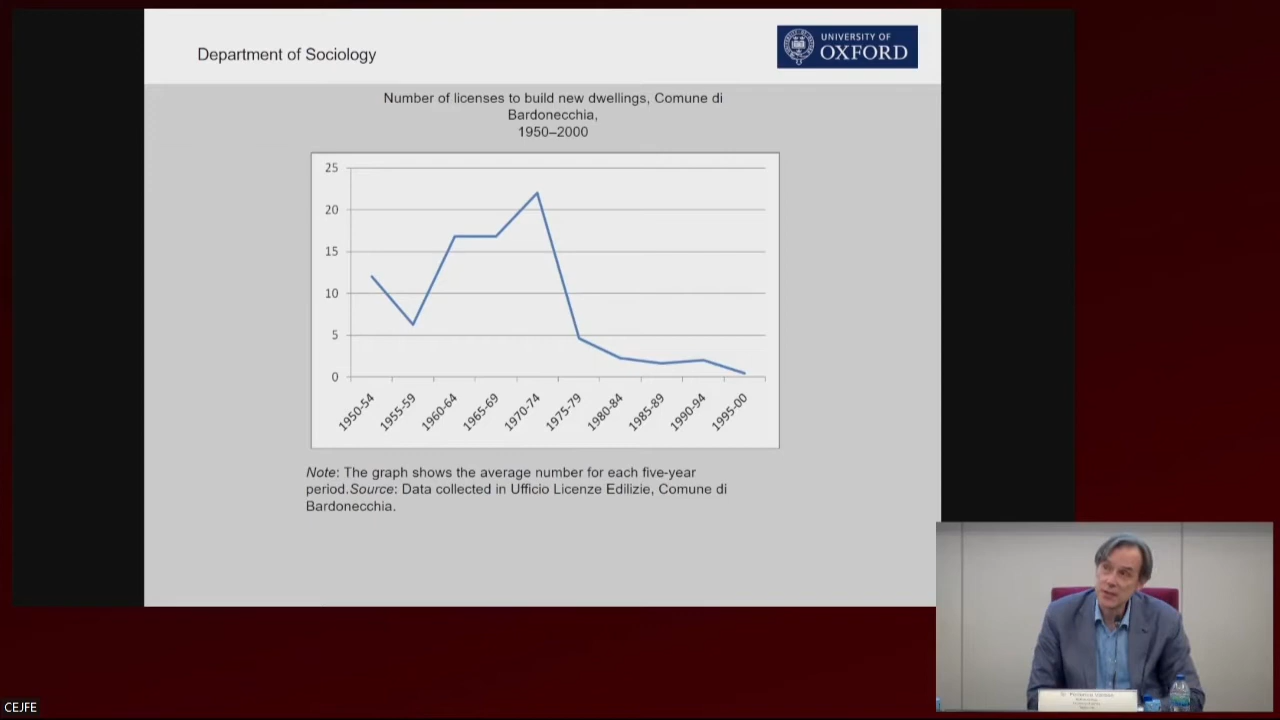 Department of Sociology
UNIVERSITY OF
OXFORD
Number of licenses to build new dwellings, Comune di
Bardonecchia,
1950–2000
25
20
15
10
5
0
1950-54
1955-59
1960-64
1965-69
1970-74
1975-79
1980-84
1985-89
1990-94
1995-00
Note: The graph shows the average number for each five-year
period.Source: Data collected in Ufficio Licenze Edilizie, Comune di
Bardonecchia.
CEJFE